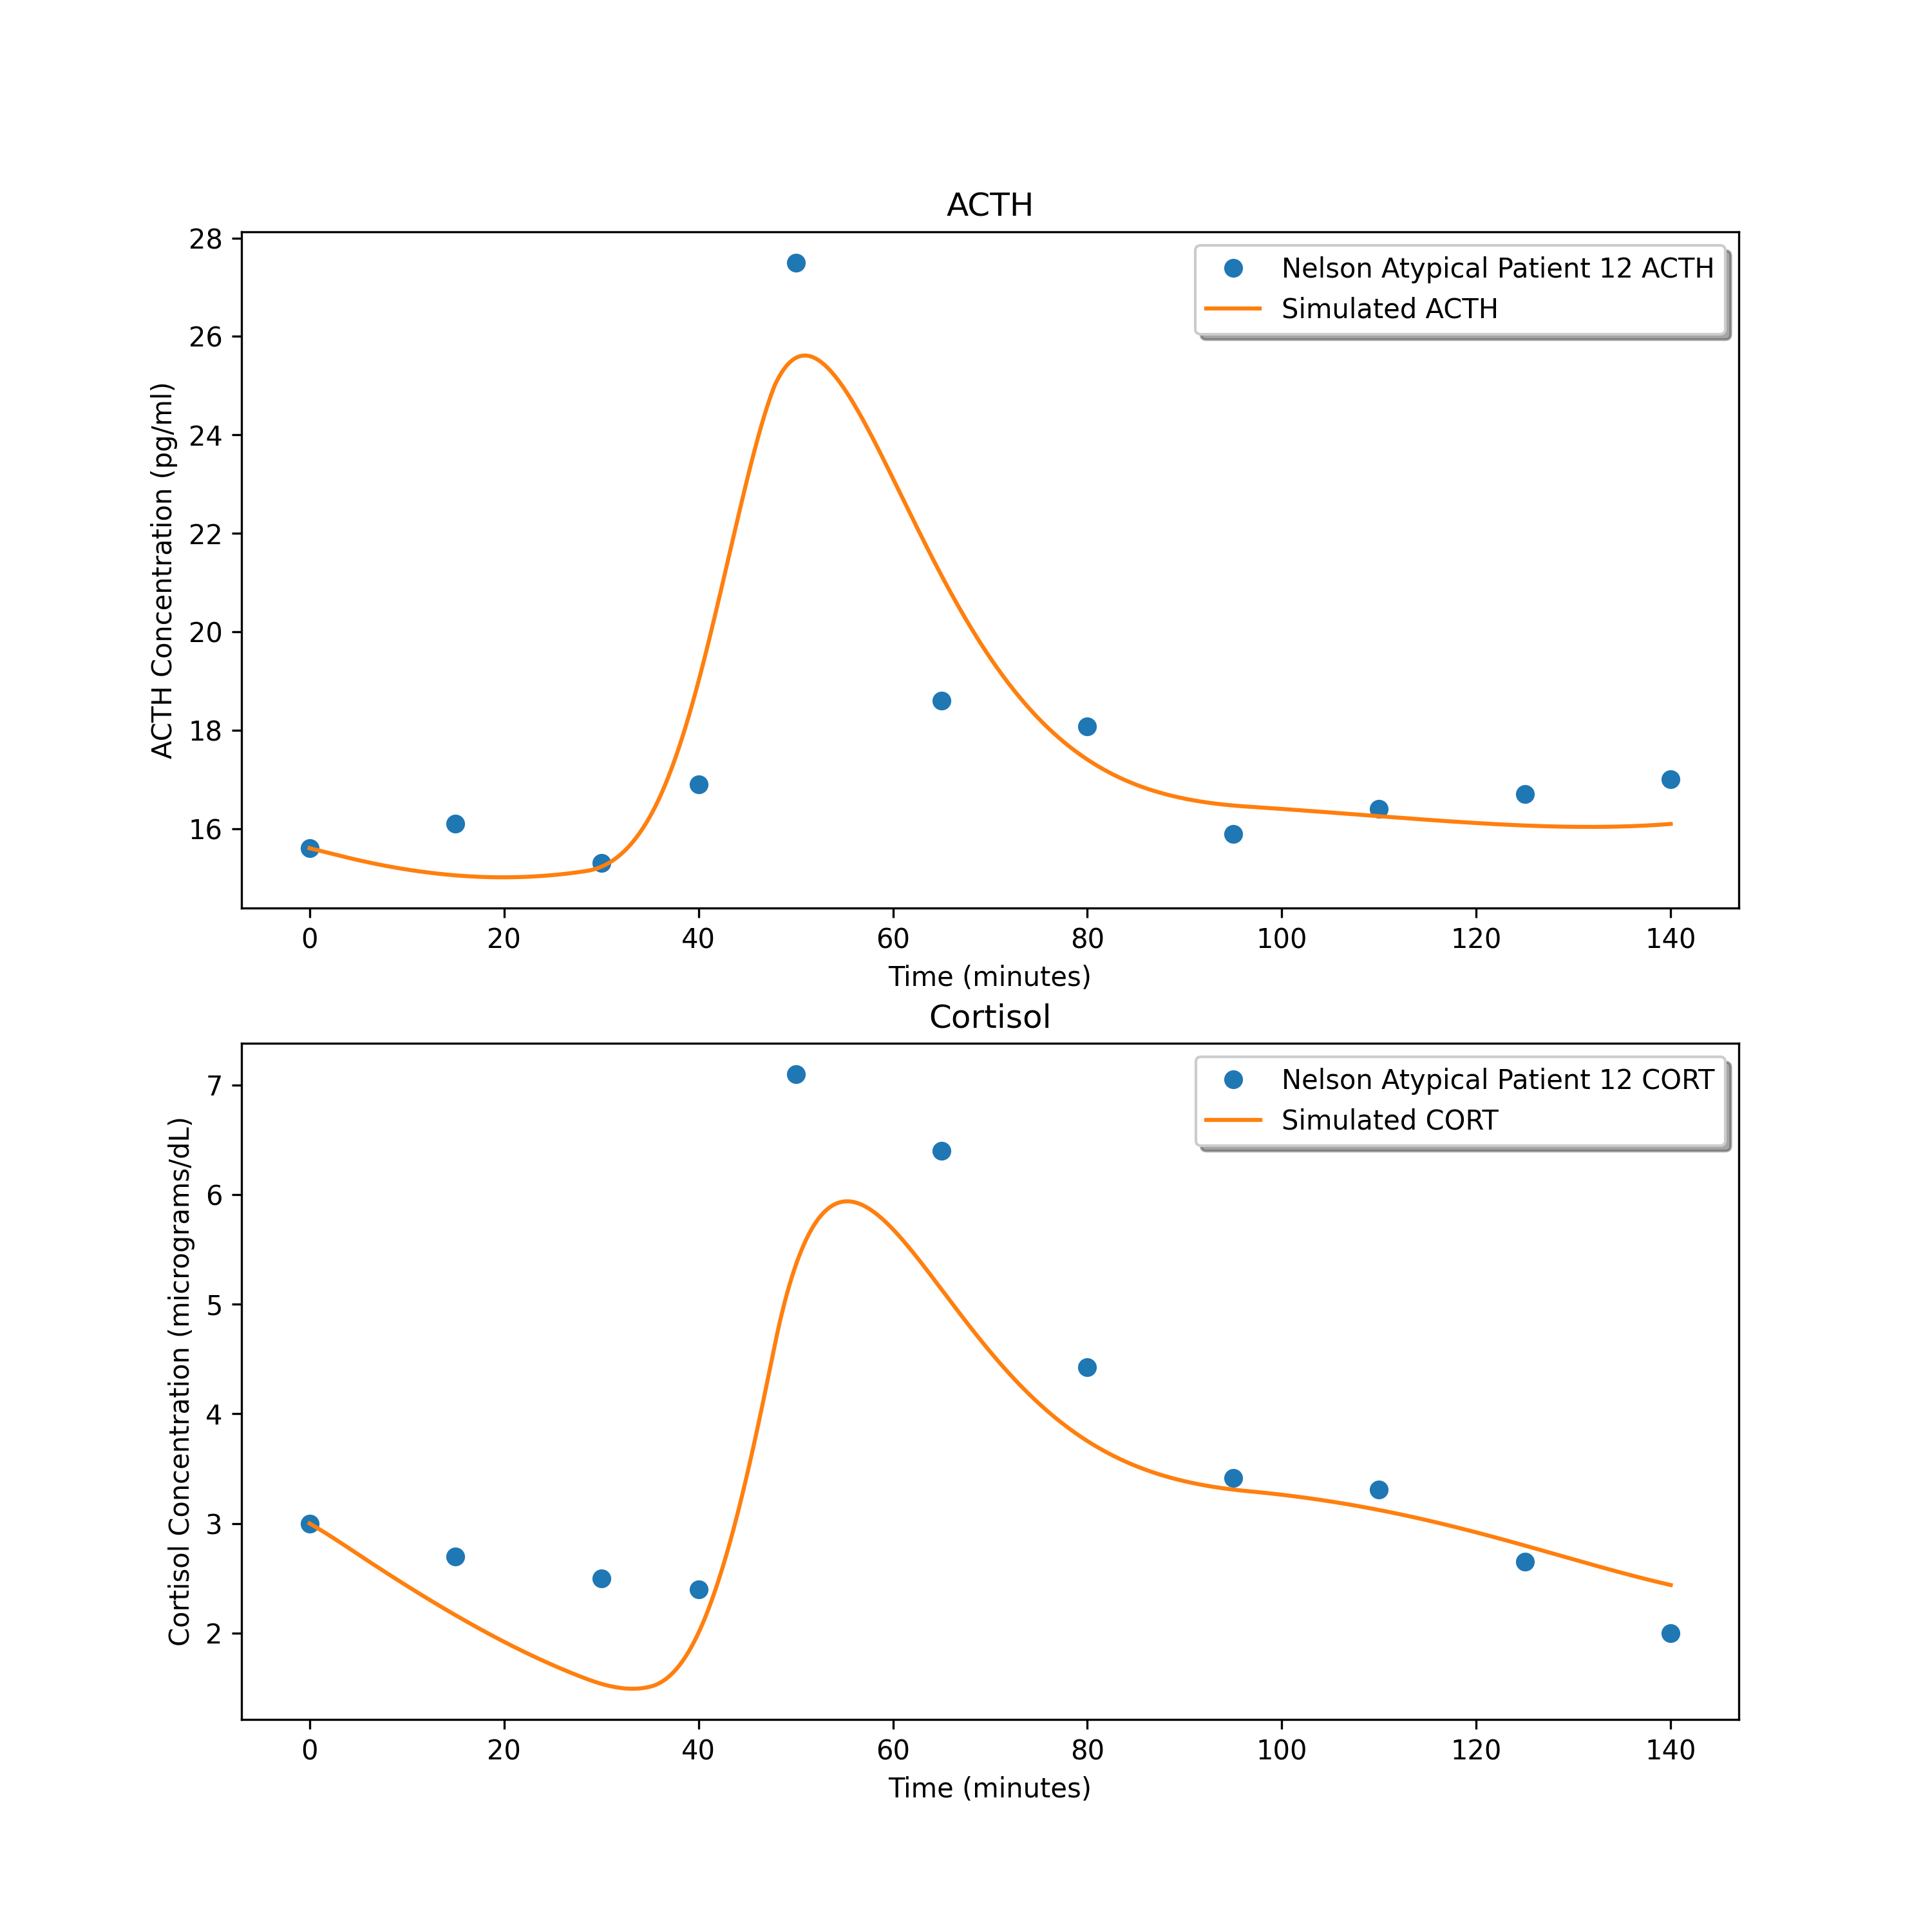 ACTH
28
26
24
22
20
18
16
ACTH Concentration (pg/ml)
Nelson Atypical Patient 12 ACTH
Simulated ACTH
0 20 40 60 80 100 120 140
Time (minutes)
Cortisol
7
6
5
4
3
2
Cortisol Concentration (micrograms/dL)
Nelson Atypical Patient 12 CORT
Simulated CORT
0 20 40 60 80 100 120 140
Time (minutes)